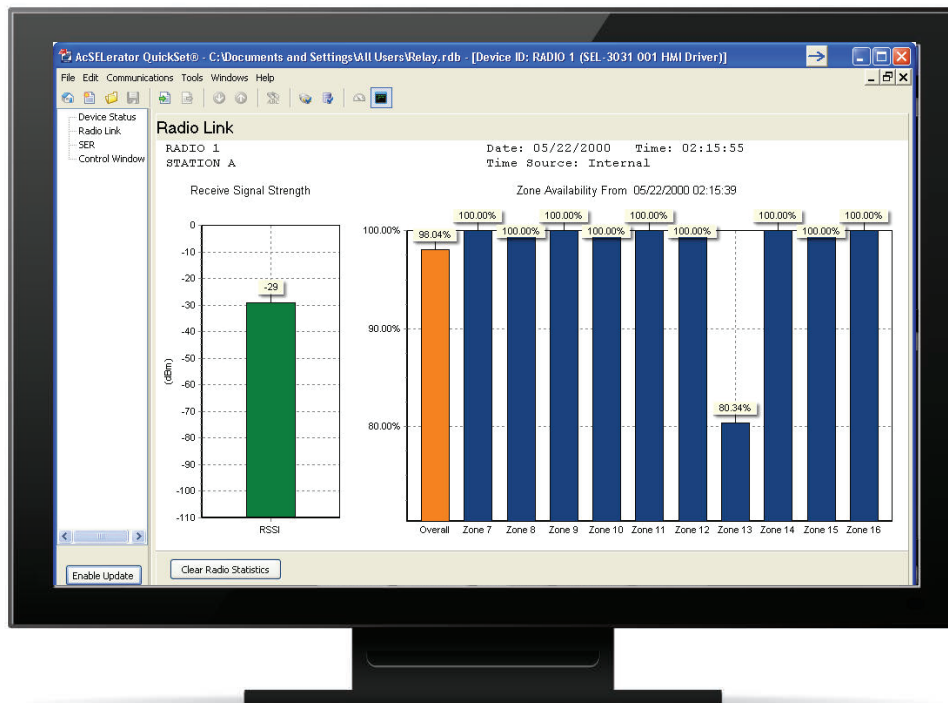 AcSELerator QuickSet® - C:\Documents and Settings\All Users\Relay.rdb - [Device ID: RADIO 1 (SEL-3031 001 HMI Driver)]
File Edit Communications Tools Windows Help
Device Status
Radio Link
SER
Control Window
Radio Link
RADIO 1
STATION A
Date: 05/22/2000 Time: 02:15:55
Time Source: Internal
Receive Signal Strength
0
-10
-20
-30
-40
-50
-60
-70
-80
-90
-100
-110
(dBm)
-29
RSSI
Zone Availability From 05/22/2000 02:15:39
100.00%
90.00%
80.00%
98.04%
100.00%
100.00%
100.00%
100.00%
100.00%
100.00%
80.34%
100.00%
100.00%
100.00%
Overall Zone 7 Zone 8 Zone 9 Zone 10 Zone 11 Zone 12 Zone 13 Zone 14 Zone 15 Zone 16
Enable Update
Clear Radio Statistics